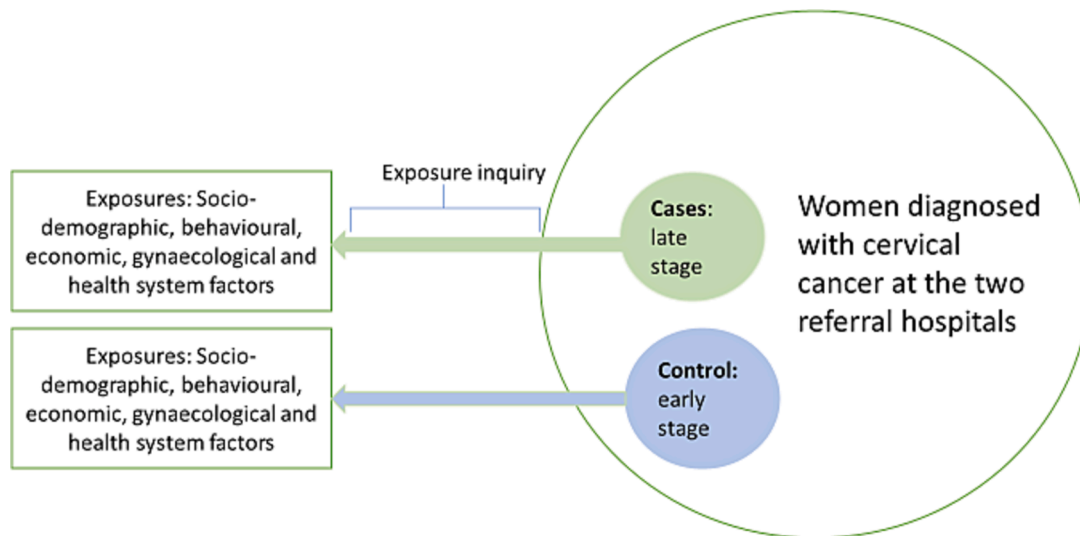 Exposures: Socio-
demographic, behavioural,
economic, gynaecological and
health system factors
Exposure inquiry
Cases:
late
stage
Women diagnosed
with cervical
cancer at the two
referral hospitals
Exposures: Socio-
demographic, behavioural,
economic, gynaecological and
health system factors
Control:
early
stage